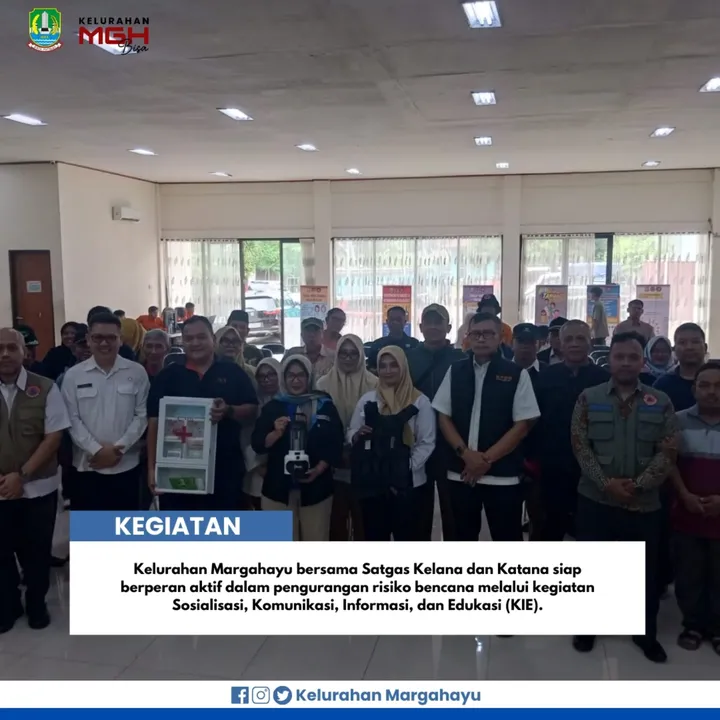 KELURAHAN
MGH
Bisa
KEGIATAN
Kelurahan Margahayu bersama Satgas Kelana dan Katana siap
berperan aktif dalam pengurangan risiko bencana melalui kegiatan
Sosialisasi, Komunikasi, Informasi, dan Edukasi (KIE).
Kelurahan Margahayu